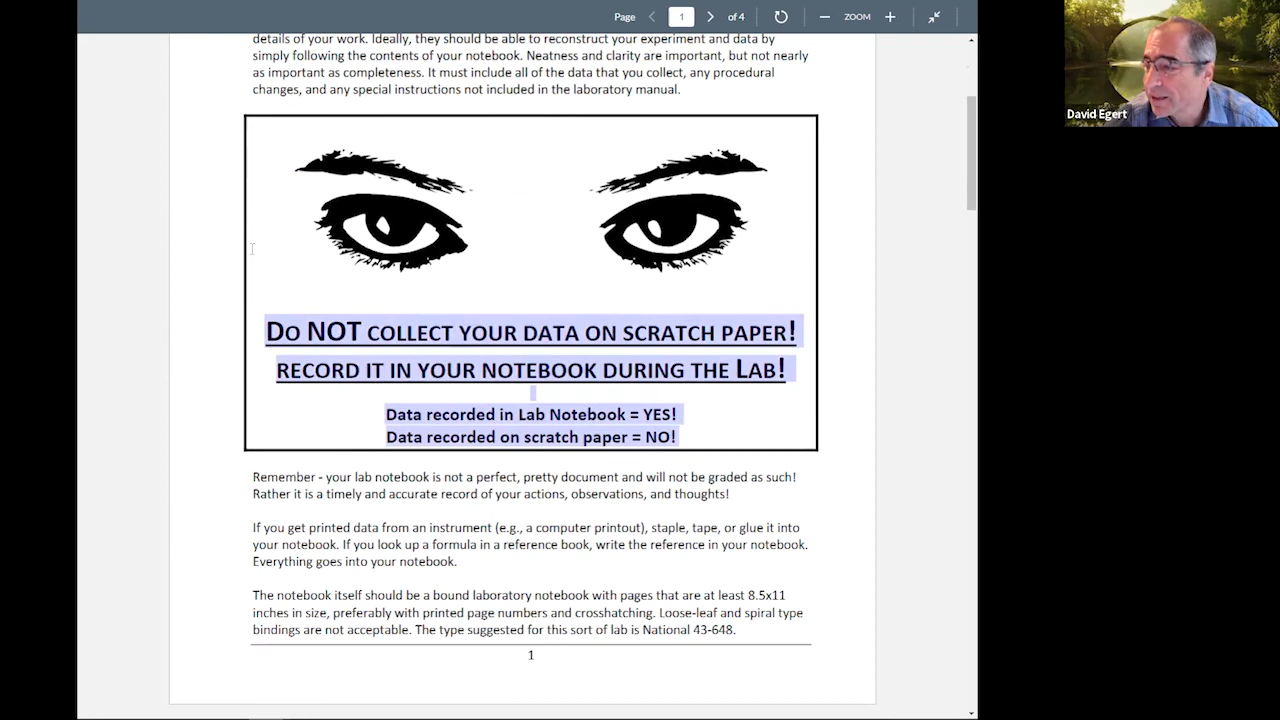 Page 1 of 4 ZOOM
David Egert
details of your work. Ideally, they should be able to reconstruct your experiment and data by
simply following the contents of your notebook. Neatness and clarity are important, but not nearly
as important as completeness. It must include all of the data that you collect, any procedural
changes, and any special instructions not included in the laboratory manual.
DO NOT COLLECT YOUR DATA ON SCRATCH PAPER!
RECORD IT IN YOUR NOTEBOOK DURING THE LAB!
Data recorded in Lab Notebook = YES!
Data recorded on scratch paper = NO!
Remember - your lab notebook is not a perfect, pretty document and will not be graded as such!
Rather it is a timely and accurate record of your actions, observations, and thoughts!
If you get printed data from an instrument (e.g., a computer printout), staple, tape, or glue it into
your notebook. If you look up a formula in a reference book, write the reference in your notebook.
Everything goes into your notebook.
The notebook itself should be a bound laboratory notebook with pages that are at least 8.5x11
inches in size, preferably with printed page numbers and crosshatching. Loose-leaf and spiral type
bindings are not acceptable. The type suggested for this sort of lab is National 43-648.
1